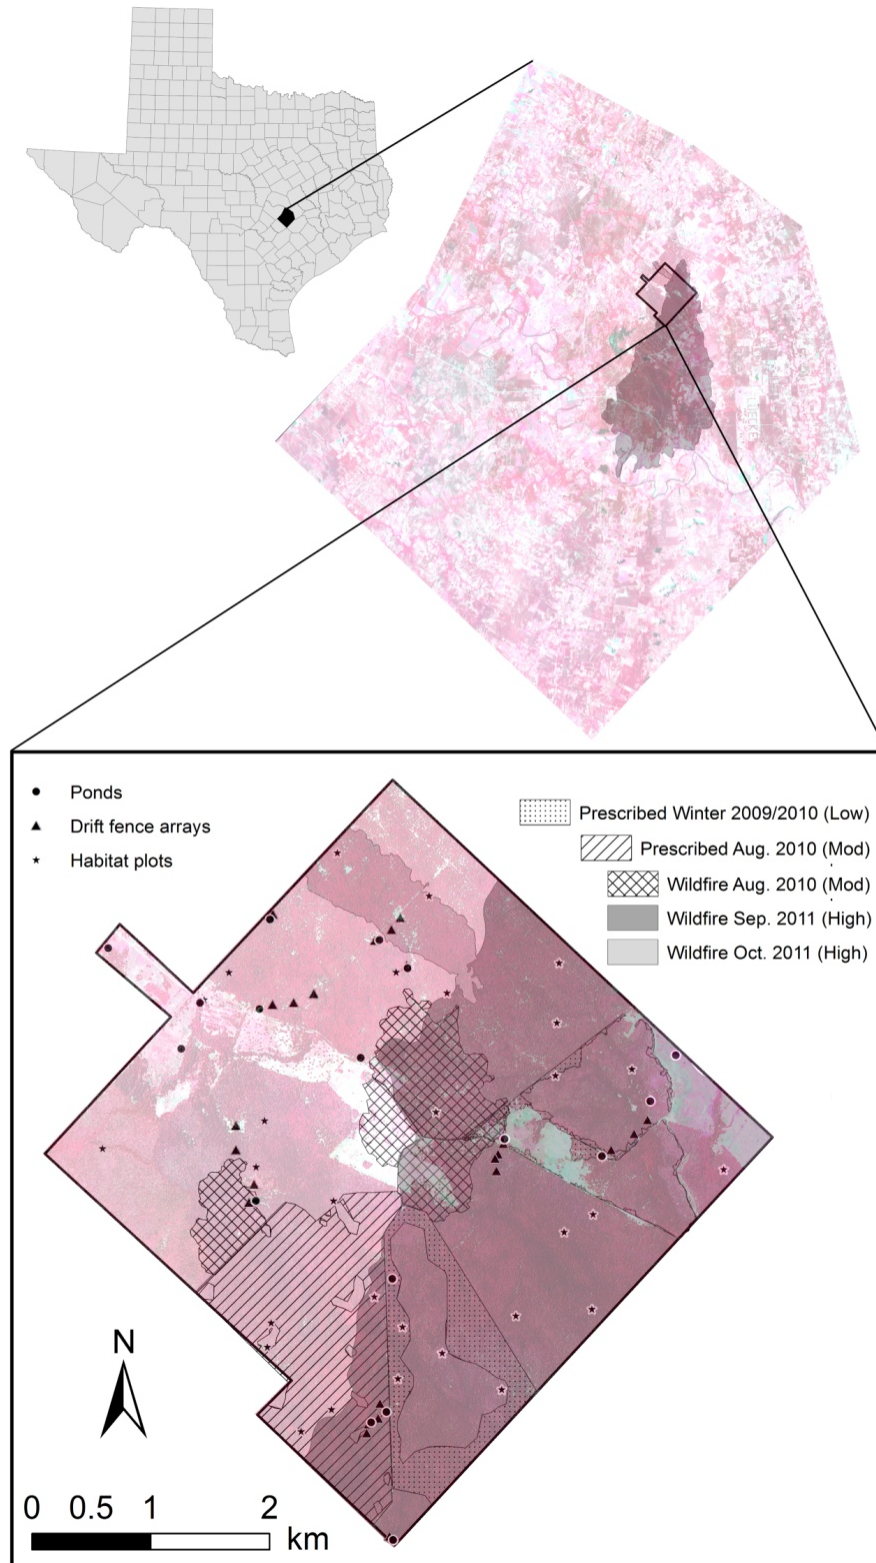 Ponds
Drift fence arrays
Habitat plots
Prescribed Winter 2009/2010 (Low)
Prescribed Aug. 2010 (Mod)
Wildfire Aug. 2010 (Mod)
Wildfire Sep. 2011 (High)
Wildfire Oct. 2011 (High)
N
0 0.5 1 2
km